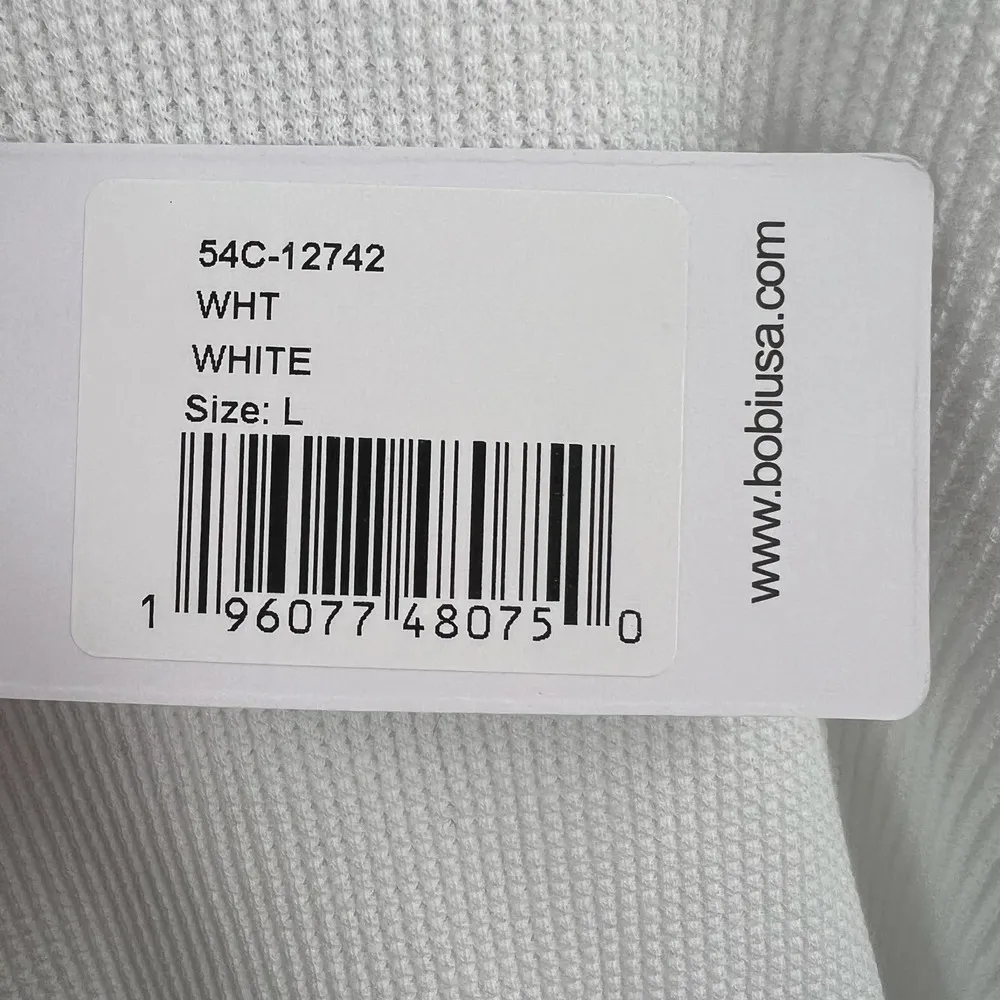 54C-12742
WHT
WHITE
Size: L
1 96077 48075 0
www.bobiusa.com